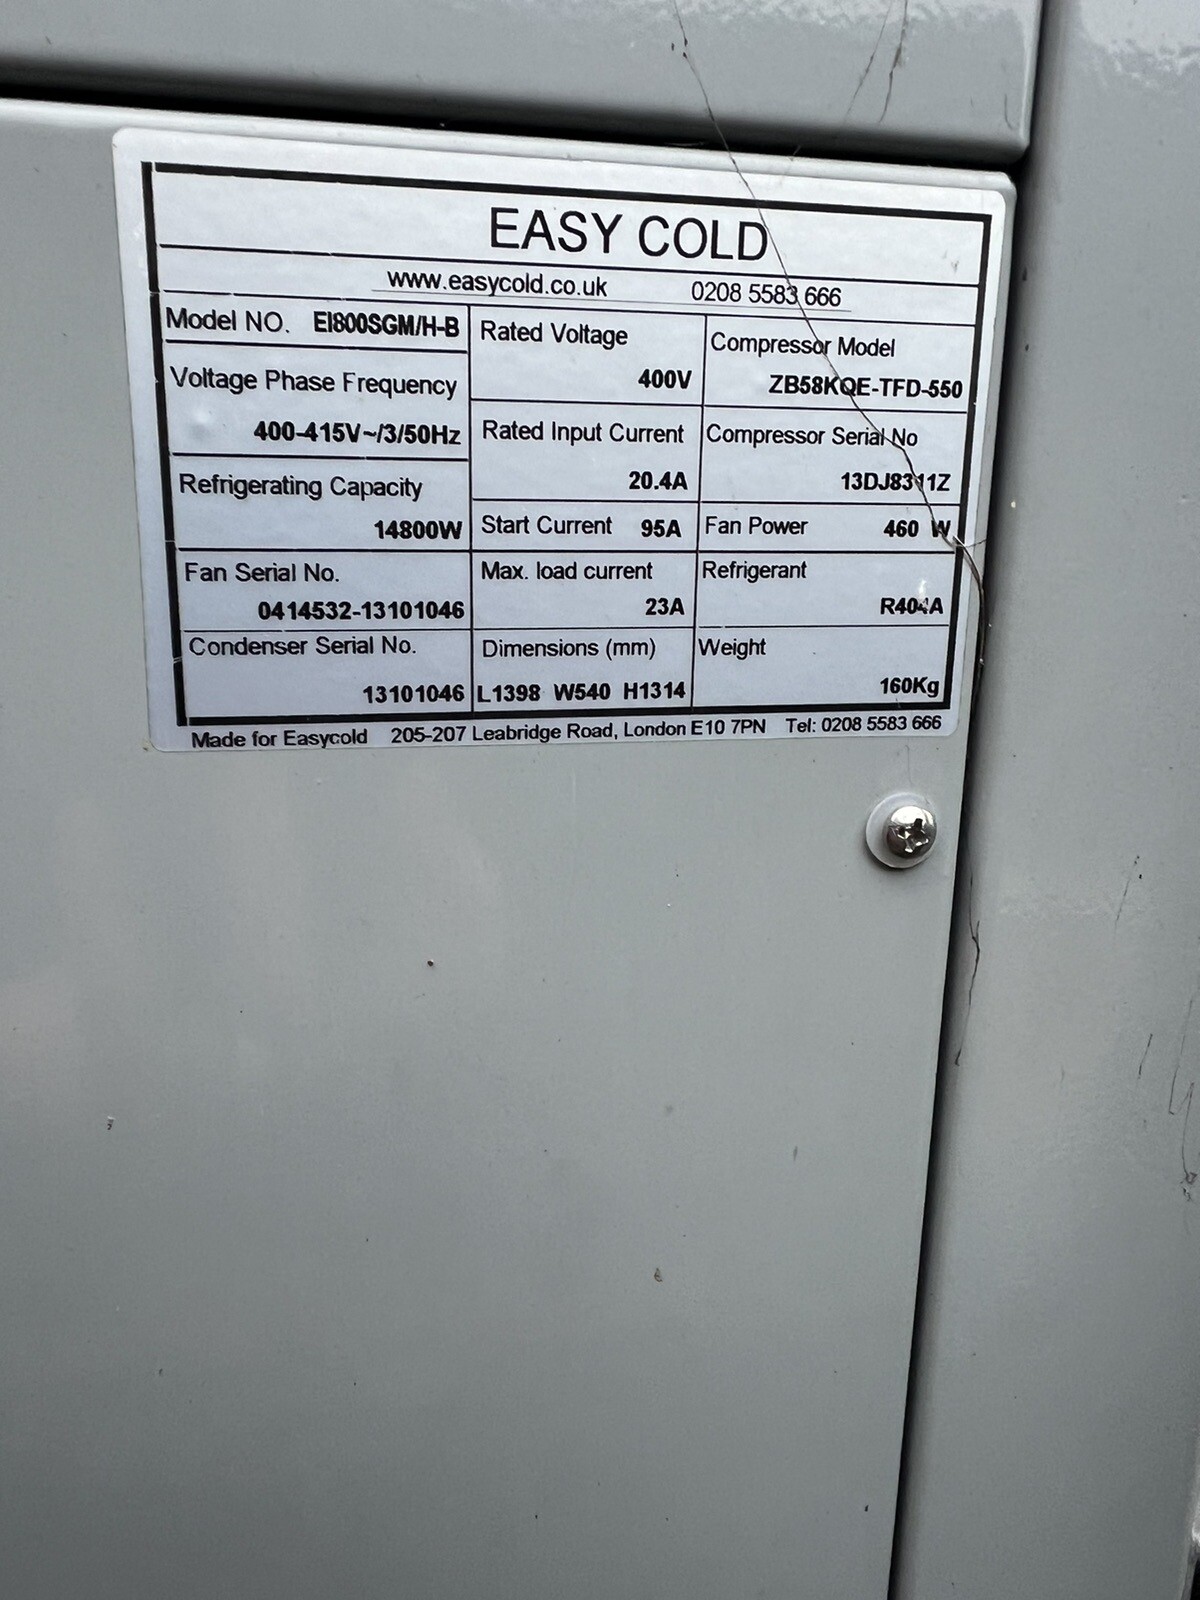 EASY COLD
www.easycold.co.uk 0208 5583 666
Model NO. EI800SGM/H-B
Voltage Phase Frequency
400-415V~/3/50Hz
Refrigerating Capacity
14800W
Fan Serial No.
0414532-13101046
Condenser Serial No.
13101046
Rated Voltage
400V
Rated Input Current
20.4A
Start Current 95A
Max. load current
23A
Dimensions (mm)
L1398 W540 H1314
Compressor Model
ZB58KQE-TFD-550
Compressor Serial No
13DJ8311Z
Fan Power 460 W
Refrigerant
R404A
Weight
160Kg
Made for Easycold 205-207 Leabridge Road, London E10 7PN Tel: 0208 5583 666